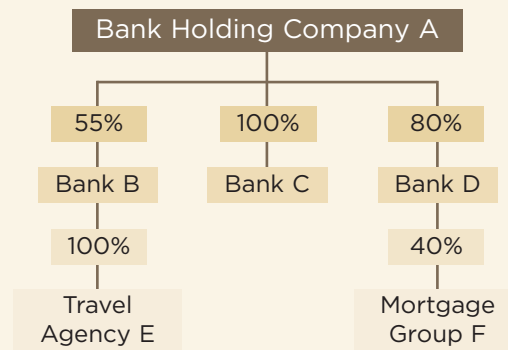 Bank Holding Company A
55%
100%
80%
Bank B
Bank C
Bank D
100%
40%
Travel
Agency E
Mortgage
Group F